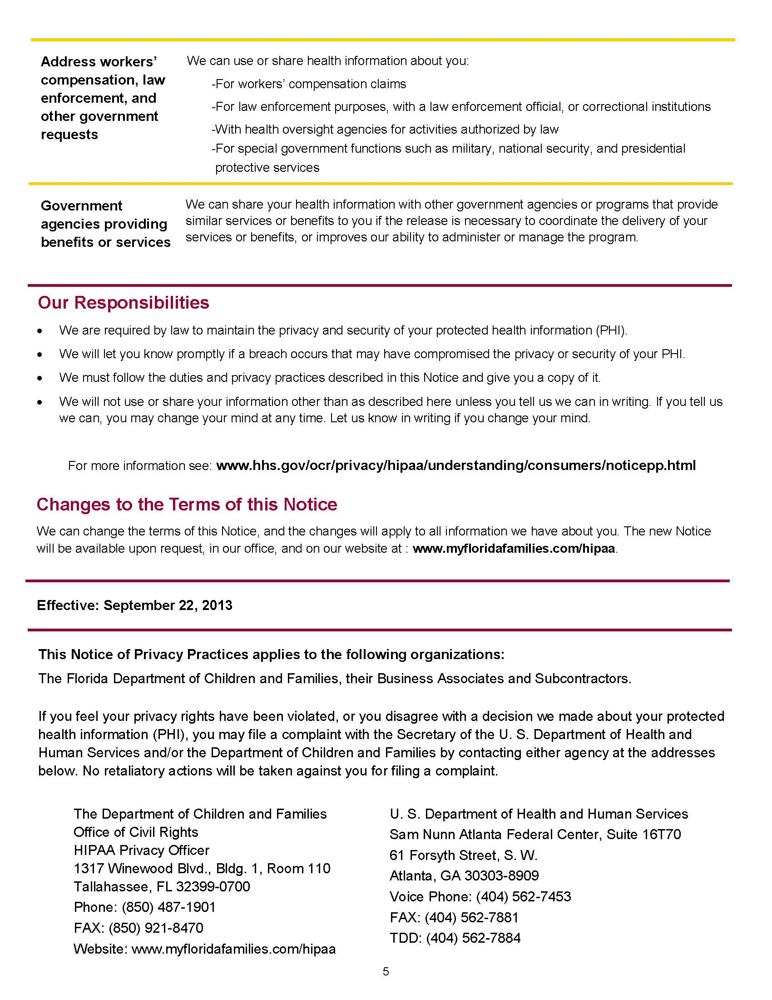 Address workers’
compensation, law
enforcement, and
other government
requests
We can use or share health information about you:
-For workers’ compensation claims
-For law enforcement purposes, with a law enforcement official, or correctional institutions
-With health oversight agencies for activities authorized by law
-For special government functions such as military, national security, and presidential
protective services
Government
agencies providing
benefits or services
We can share your health information with other government agencies or programs that provide
similar services or benefits to you if the release is necessary to coordinate the delivery of your
services or benefits, or improves our ability to administer or manage the program.
Our Responsibilities
• We are required by law to maintain the privacy and security of your protected health information (PHI).
• We will let you know promptly if a breach occurs that may have compromised the privacy or security of your PHI.
• We must follow the duties and privacy practices described in this Notice and give you a copy of it.
• We will not use or share your information other than as described here unless you tell us we can in writing. If you tell us
we can, you may change your mind at any time. Let us know in writing if you change your mind.
For more information see: www.hhs.gov/ocr/privacy/hipaa/understanding/consumers/noticepp.html
Changes to the Terms of this Notice
We can change the terms of this Notice, and the changes will apply to all information we have about you. The new Notice
will be available upon request, in our office, and on our website at : www.myfloridafamilies.com/hipaa.
Effective: September 22, 2013
This Notice of Privacy Practices applies to the following organizations:
The Florida Department of Children and Families, their Business Associates and Subcontractors.
If you feel your privacy rights have been violated, or you disagree with a decision we made about your protected
health information (PHI), you may file a complaint with the Secretary of the U. S. Department of Health and
Human Services and/or the Department of Children and Families by contacting either agency at the addresses
below. No retaliatory actions will be taken against you for filing a complaint.
The Department of Children and Families
Office of Civil Rights
HIPAA Privacy Officer
1317 Winewood Blvd., Bldg. 1, Room 110
Tallahassee, FL 32399-0700
Phone: (850) 487-1901
FAX: (850) 921-8470
Website: www.myfloridafamilies.com/hipaa
U. S. Department of Health and Human Services
Sam Nunn Atlanta Federal Center, Suite 16T70
61 Forsyth Street, S. W.
Atlanta, GA 30303-8909
Voice Phone: (404) 562-7453
FAX: (404) 562-7881
TDD: (404) 562-7884
5